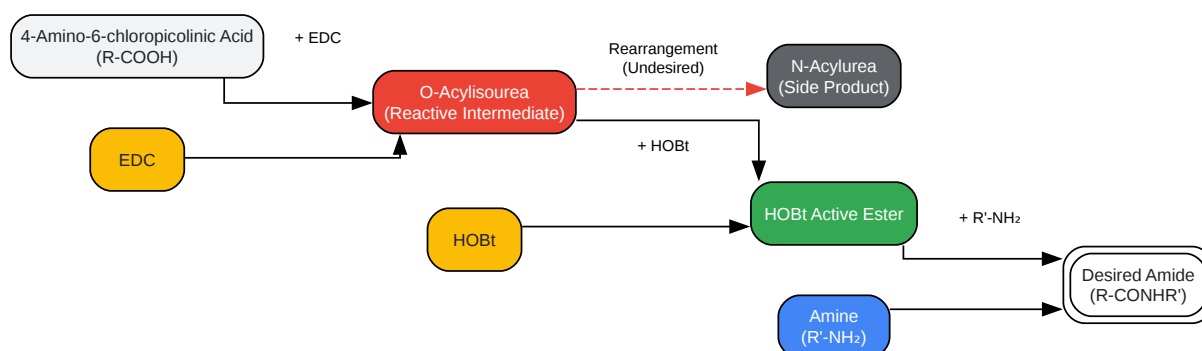 4-Amino-6-chloropicolinic Acid
(R-COOH)
+ EDC
Rearrangement
(Undesired)
N-Acylurea
(Side Product)
O-Acylisourea
(Reactive Intermediate)
+ HOBt
EDC
HOBt Active Ester
+ R'-NH₂
HOBt
Desired Amide
(R-CONHR')
Amine
(R'-NH₂)